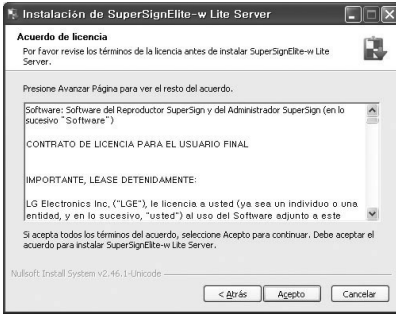 Instalación de SuperSignElite-w Lite Server
Acuerdo de licencia
Por favor revise los términos de la licencia antes de instalar SuperSignElite-w Lite
Server.
Presione Avanzar Página para ver el resto del acuerdo.
Software: Software del Reproductor SuperSign y del Administrador SuperSign (en lo
sucesivo "Software")
CONTRATO DE LICENCIA PARA EL USUARIO FINAL
IMPORTANTE, LEASE DETENIDAMENTE:
LG Electronics Inc, ("LGE"), le licencia a usted (ya sea un individuo o una
entidad, y en lo sucesivo, "usted") al uso del Software adjunto a este
Si acepta todos los términos del acuerdo, seleccione Acepto para continuar. Debe aceptar el
acuerdo para instalar SuperSignElite-w Lite Server.
Nullsoft Install System v2.46.1-Unicode
< Atrás
Acepto
Cancelar